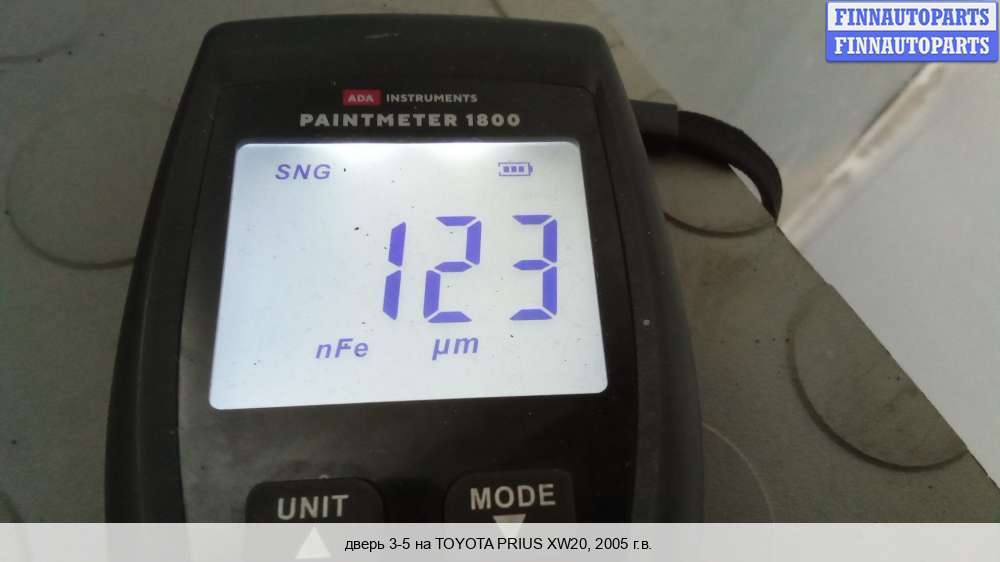 FINNAUTOPARTS
FINNAUTOPARTS
ADA INSTRUMENTS
PAINTMETER 1800
SNG
123
nFe µm
UNIT MODE
дверь 3-5 на TOYOTA PRIUS XW20, 2005 г.в.